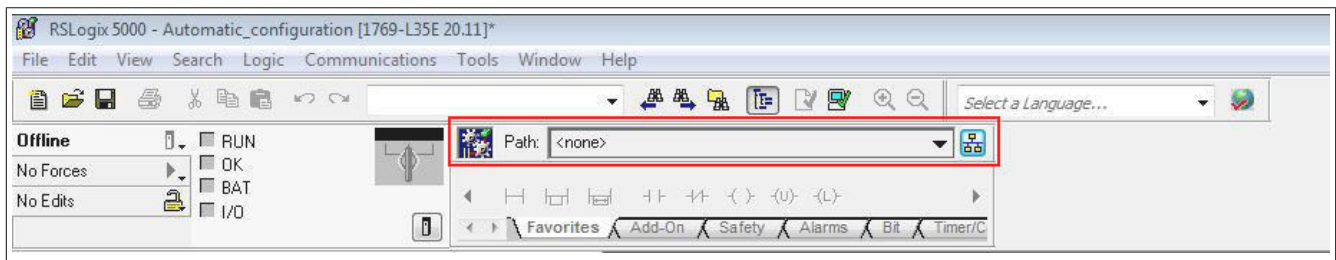 RSLogix 5000 - Automatic_configuration [1769-L35E 20.11]*
File Edit View Search Logic Communications Tools Window Help
Select a Language...
Offline
RUN
Path: <none>
No Forces
OK
BAT
No Edits
I/O
(U) (L)
Favorites Add-On Safety Alarms Bit Timer/C